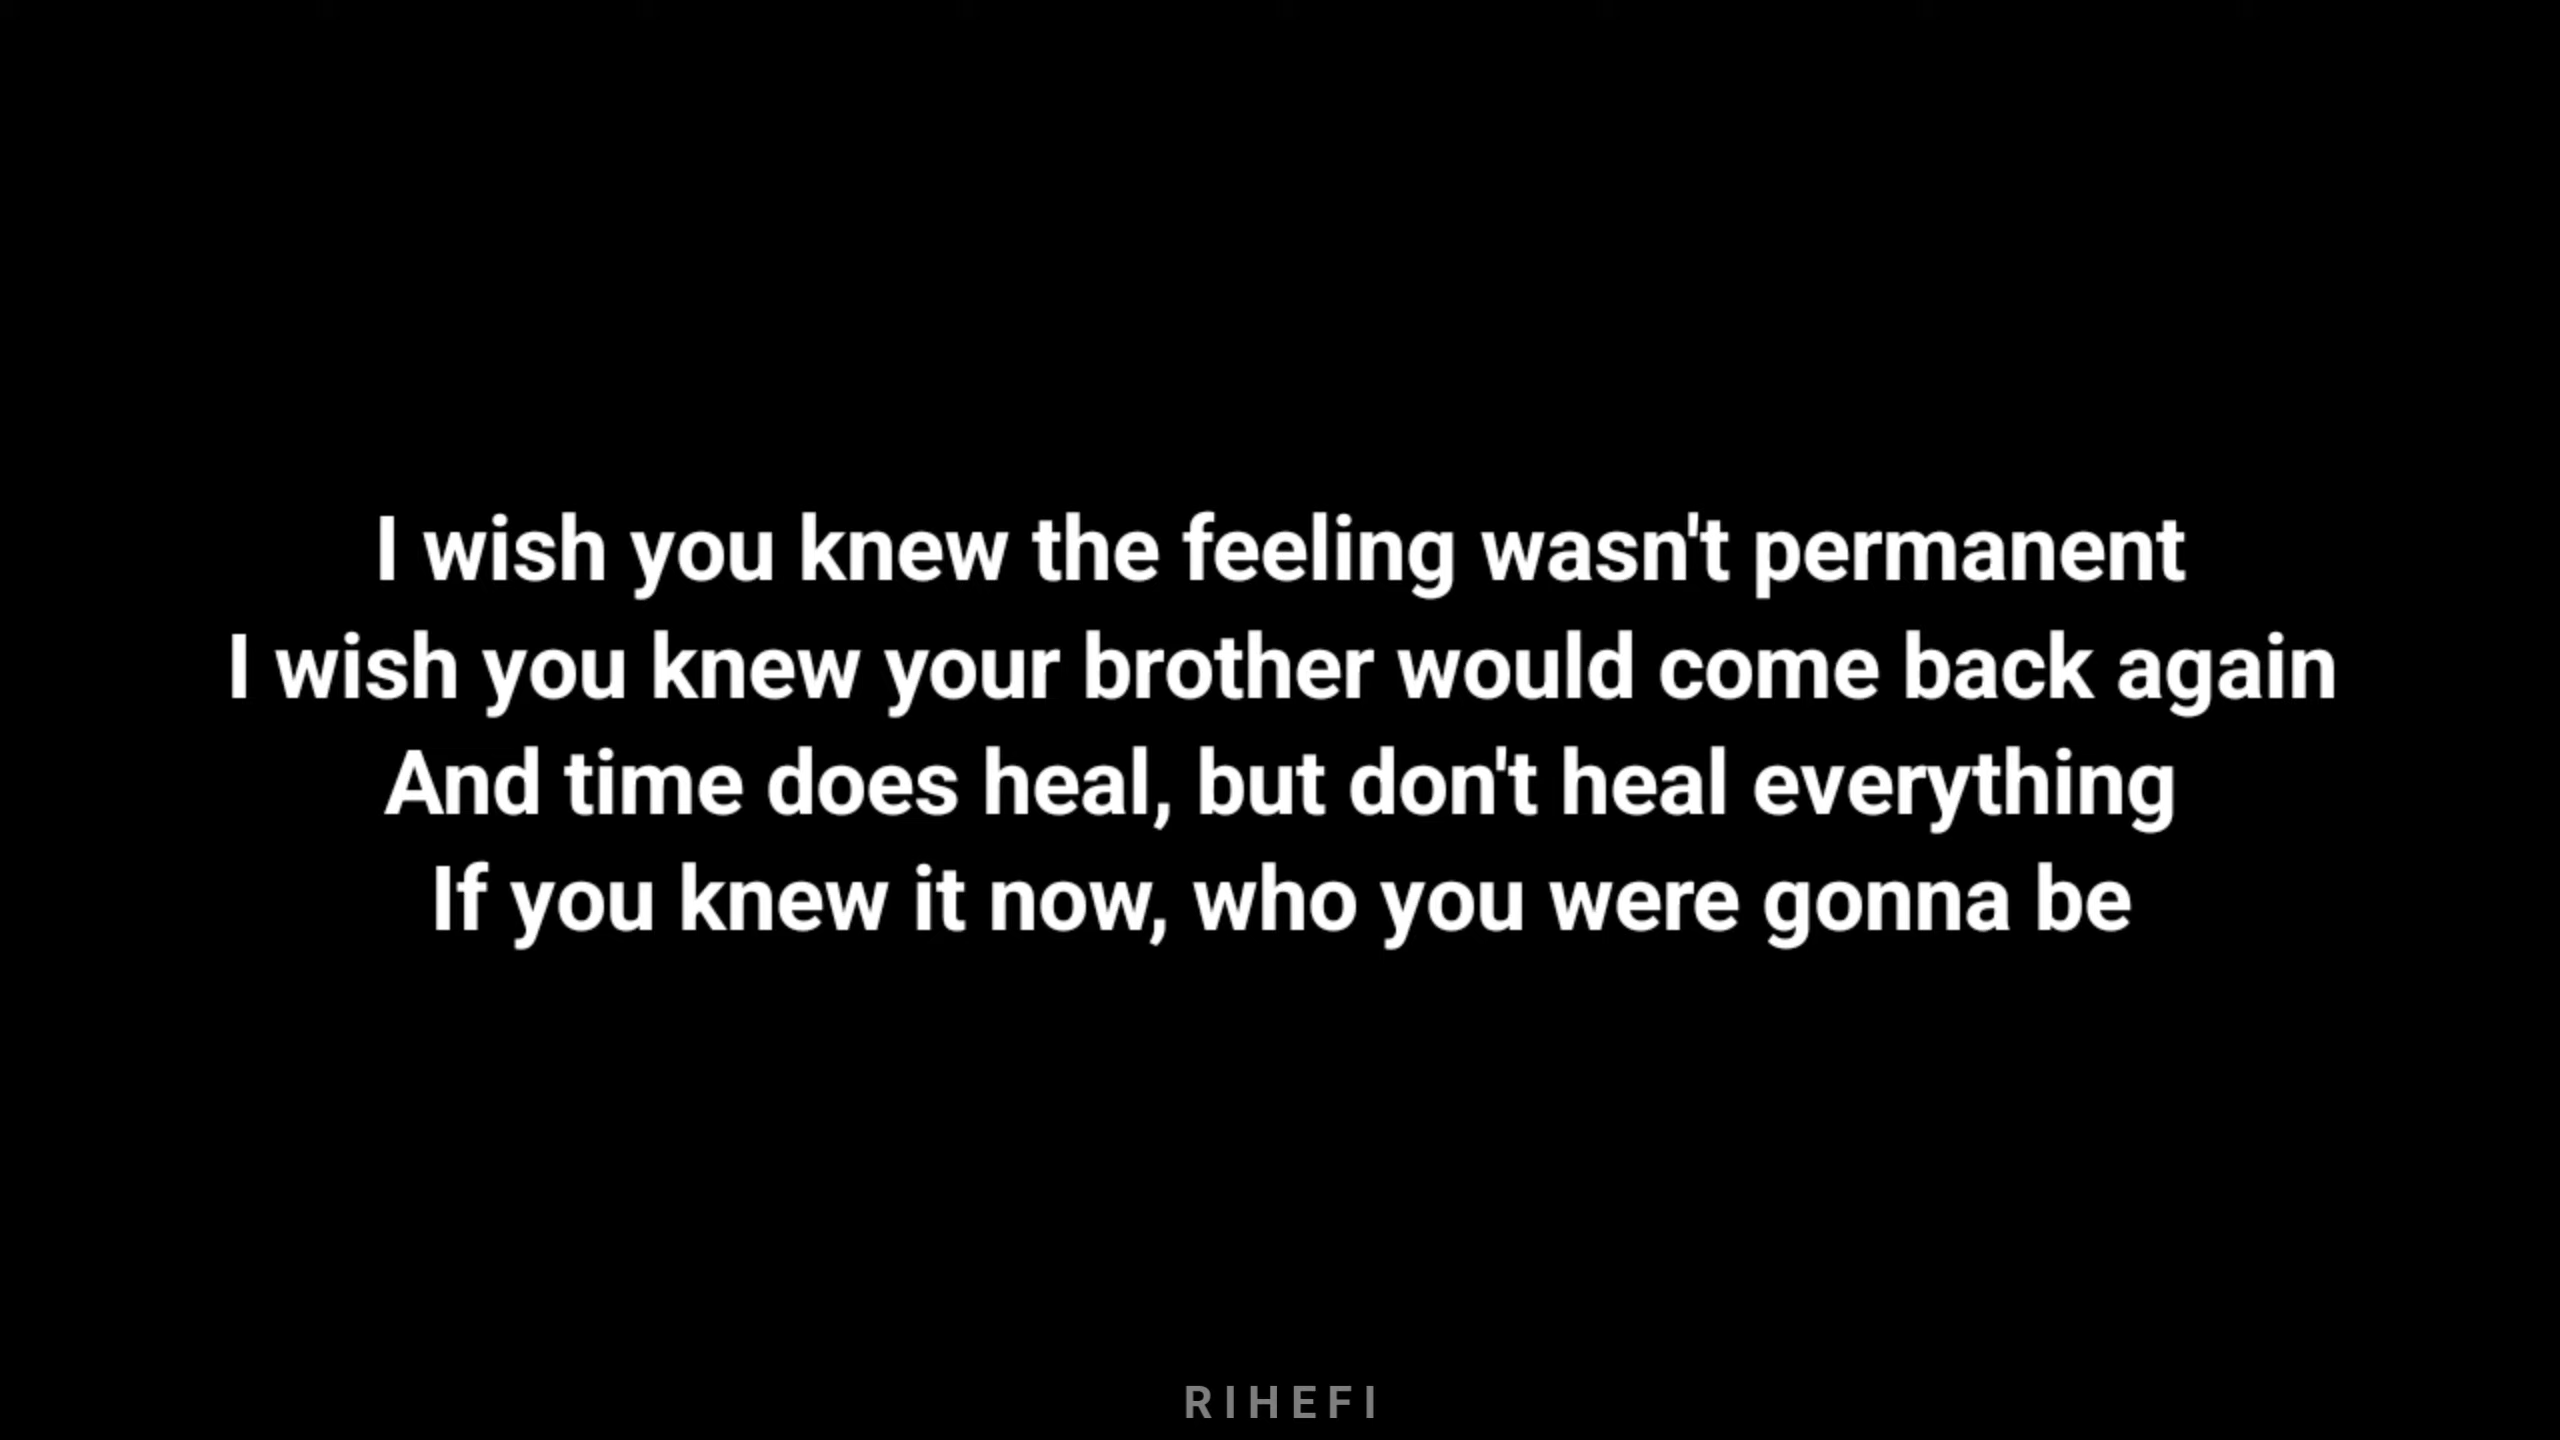 I wish you knew the feeling wasn't permanent
I wish you knew your brother would come back again
And time does heal, but don't heal everything
If you knew it now, who you were gonna be
RIHEFI